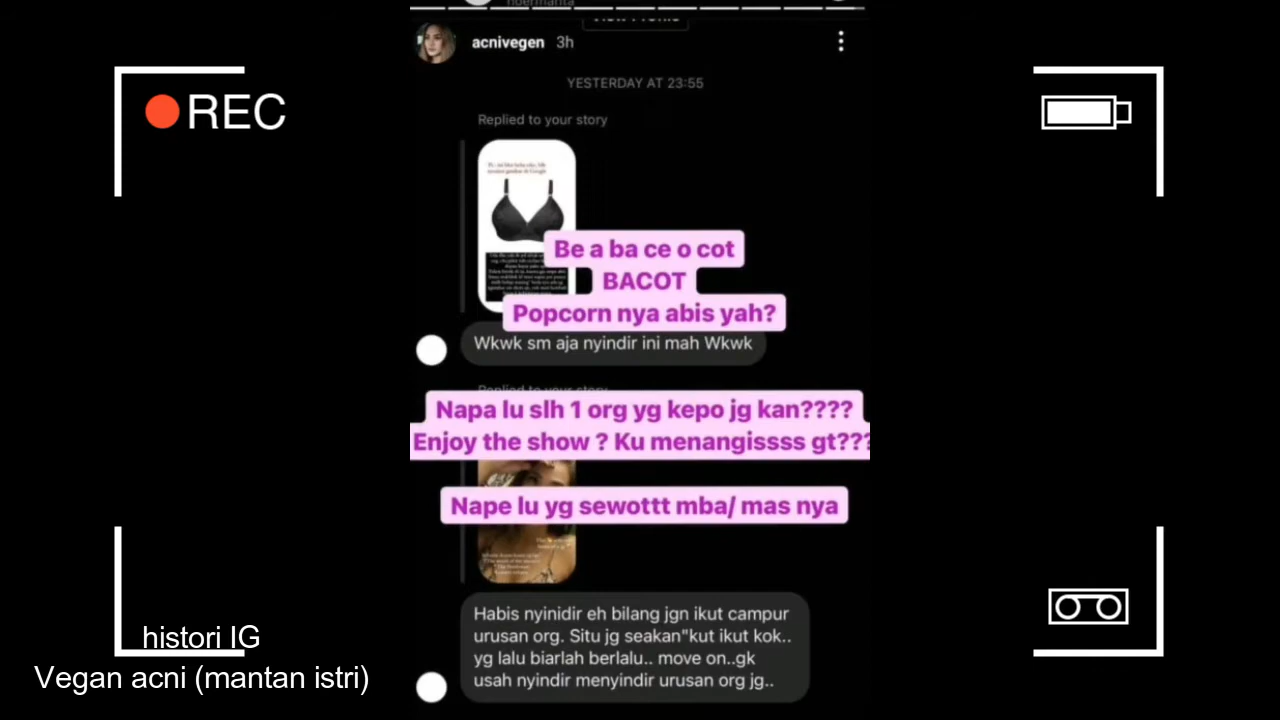 REC
acnivegen 3h
YESTERDAY AT 23:55
Replied to your story
Be a ba ce o cot
BACOT
Popcorn nya abis yah?
Wkwk sm aja nyindir ini mah Wkwk
Replied to your story
Napa lu slh 1 org yg kepo jg kan????
Enjoy the show ? Ku menangissss gt???
Nape lu yg sewottt mba/ mas nya
Habis nyinidir eh bilang jgn ikut campur
urusan org. Situ jg seakan"kut ikut kok..
yg lalu biarlah berlalu.. move on..gk
usah nyindir menyindir urusan org jg..
histori IG
Vegan acni (mantan istri)